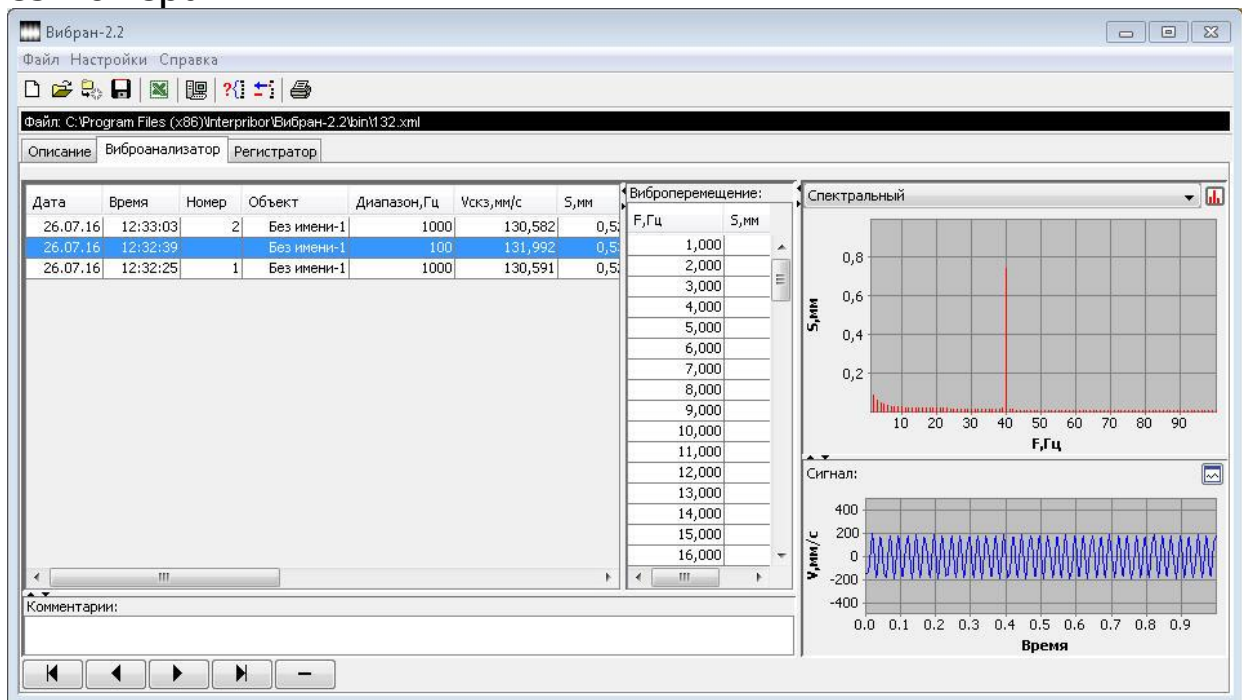 Вибран-2.2
Файл Настройки Справка
Файл: C:\Program Files (x86)\Interpribor\Вибран-2.2\bin\132.xml
Описание Виброанализатор Регистратор
Дата Время Номер Объект Диапазон,Гц Vскз,мм/с S,мм
26.07.16 12:33:03 2 Без имени-1 1000 130,582 0,52
26.07.16 12:32:39 Без имени-1 100 131,992 0,5
26.07.16 12:32:25 1 Без имени-1 1000 130,591 0,52
Виброперемещение:
F,Гц S,мм
1,000
2,000
3,000
4,000
5,000
6,000
7,000
8,000
9,000
10,000
11,000
12,000
13,000
14,000
15,000
16,000
Спектральный
S,мм
0,8
0,6
0,4
0,2
10 20 30 40 50 60 70 80 90
F,Гц
Сигнал:
V,мм/с
400
200
0
-200
-400
0.0 0.1 0.2 0.3 0.4 0.5 0.6 0.7 0.8 0.9
Время
Комментарии: